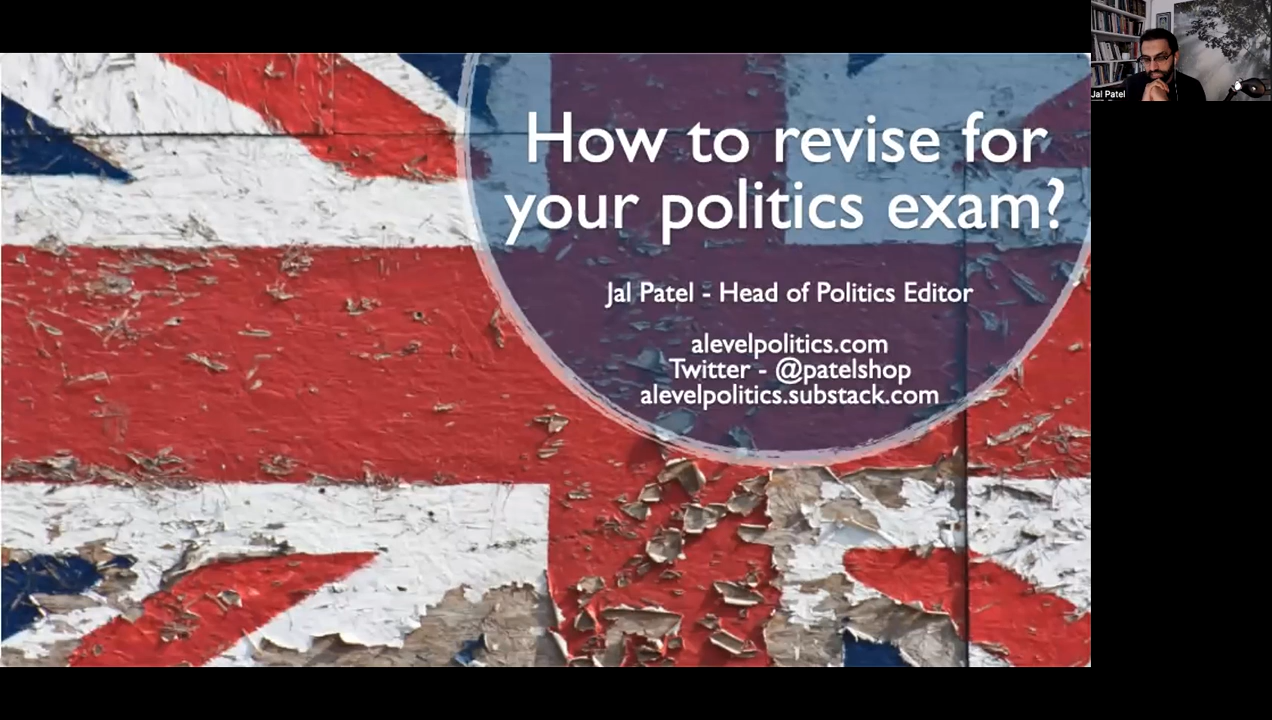 How to revise for
your politics exam?
Jal Patel - Head of Politics Editor
alevelpolitics.com
Twitter - @patelshop
alevelpolitics.substack.com
Jal Patel